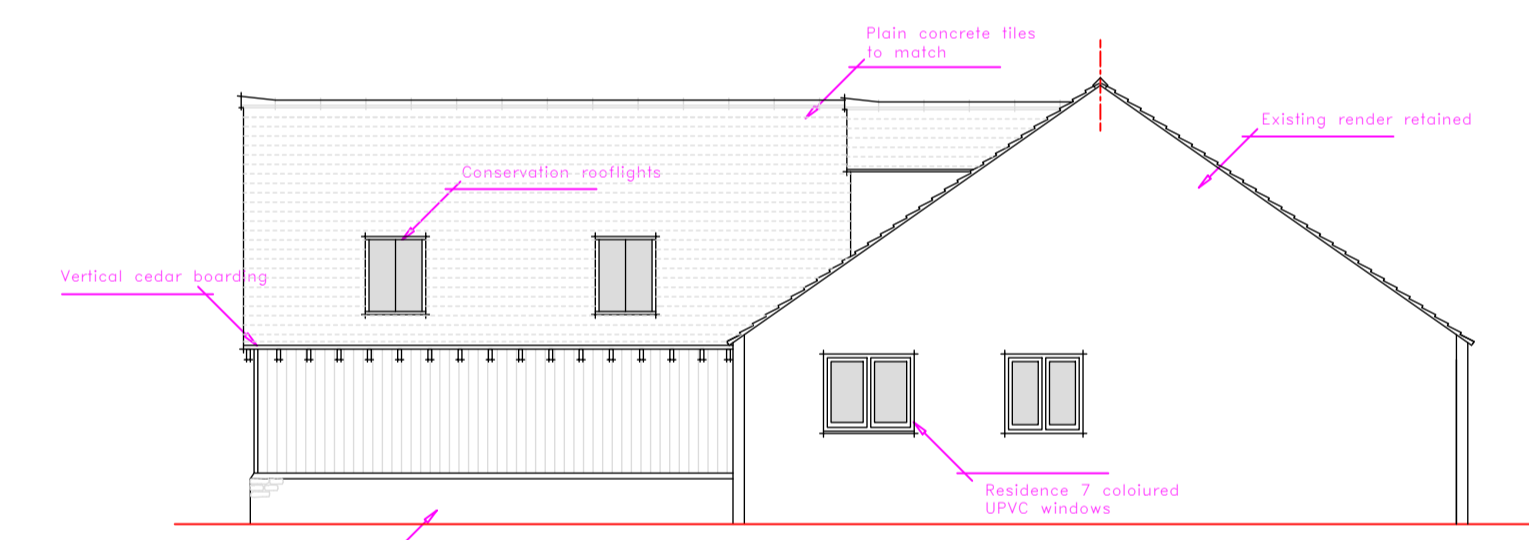 Plain concrete tiles
to match
Existing render retained
Conservation rooflights
Vertical cedar boarding
Residence 7 coloiured
UPVC windows